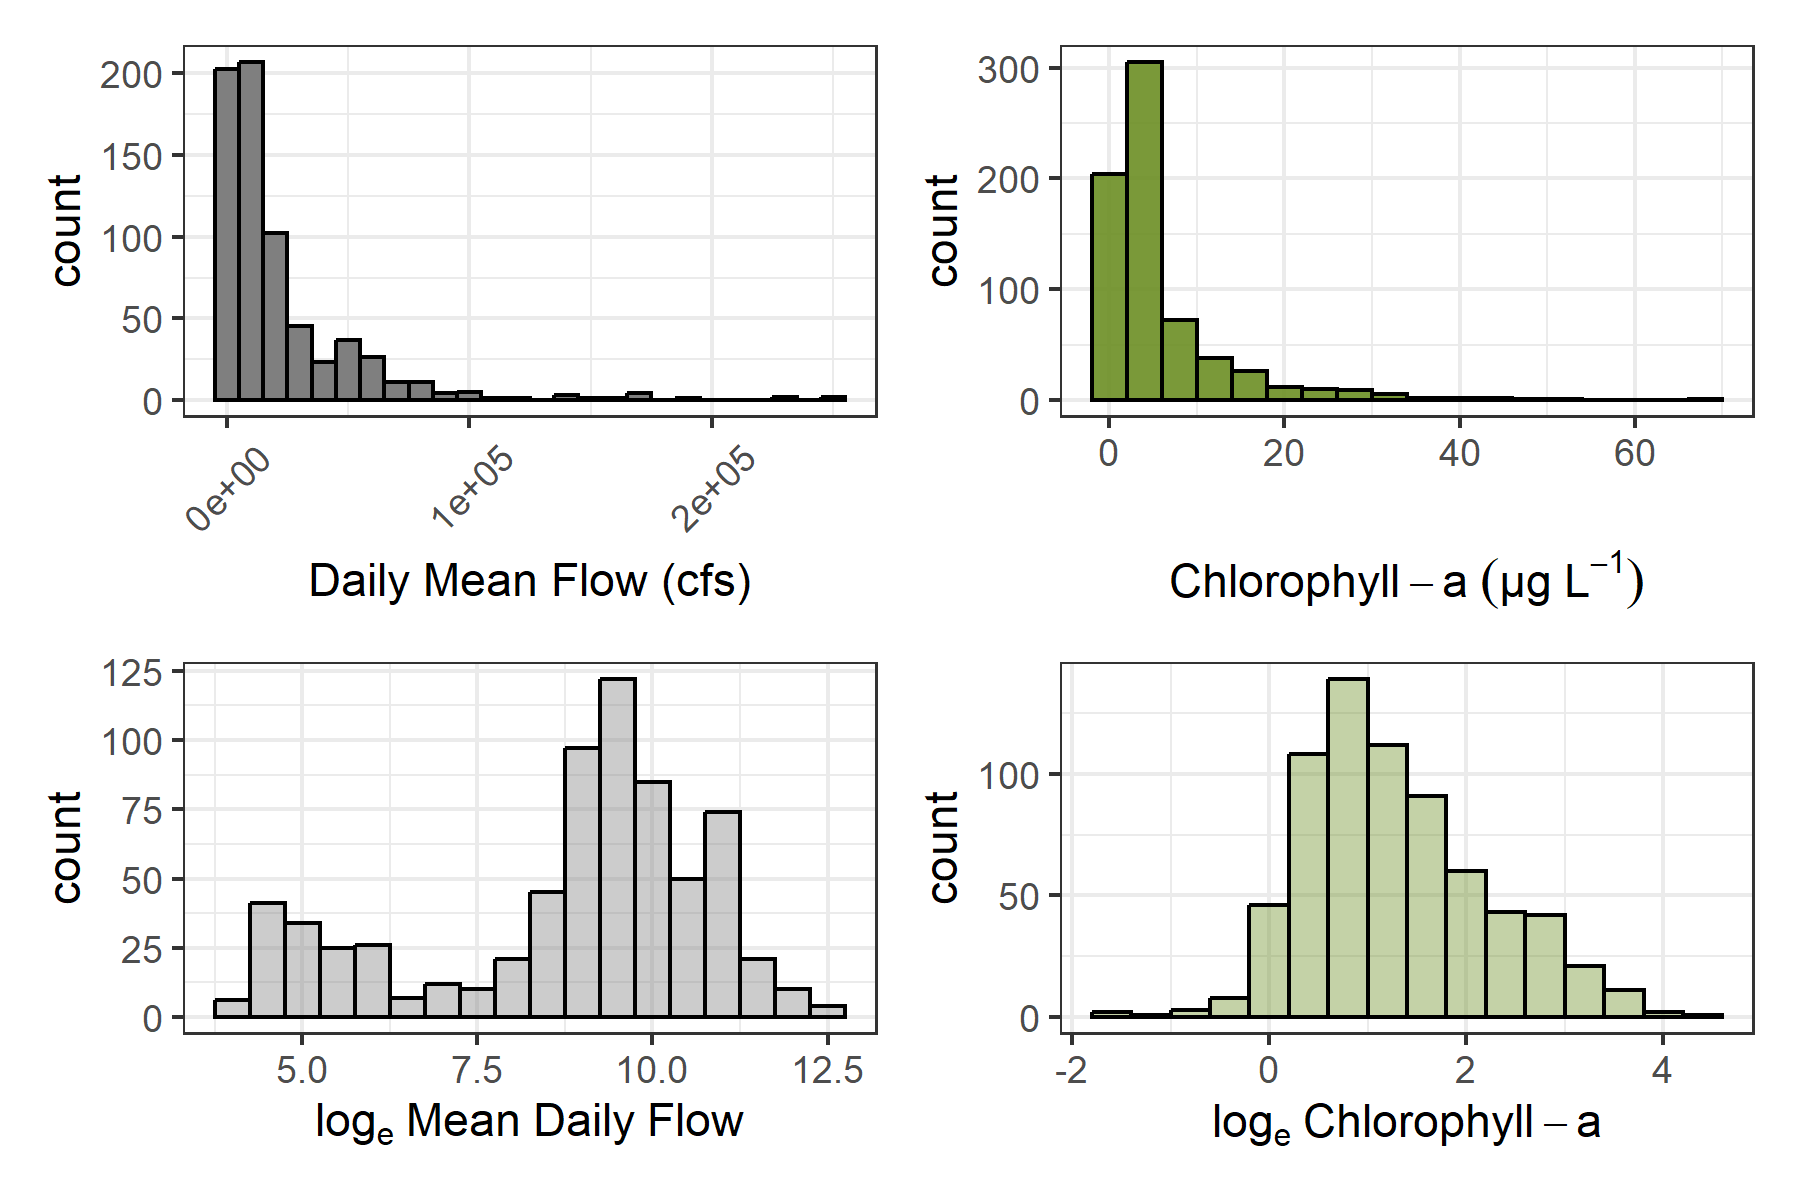 200
150
100
50
0
count
0e+00 1e+05 2e+05
Daily Mean Flow (cfs)
300
200
100
0
count
0 20 40 60
Chlorophyll – a (µg L⁻¹)
125
100
75
50
25
0
count
5.0 7.5 10.0 12.5
logₑ Mean Daily Flow
100
50
0
count
-2 0 2 4
logₑ Chlorophyll – a